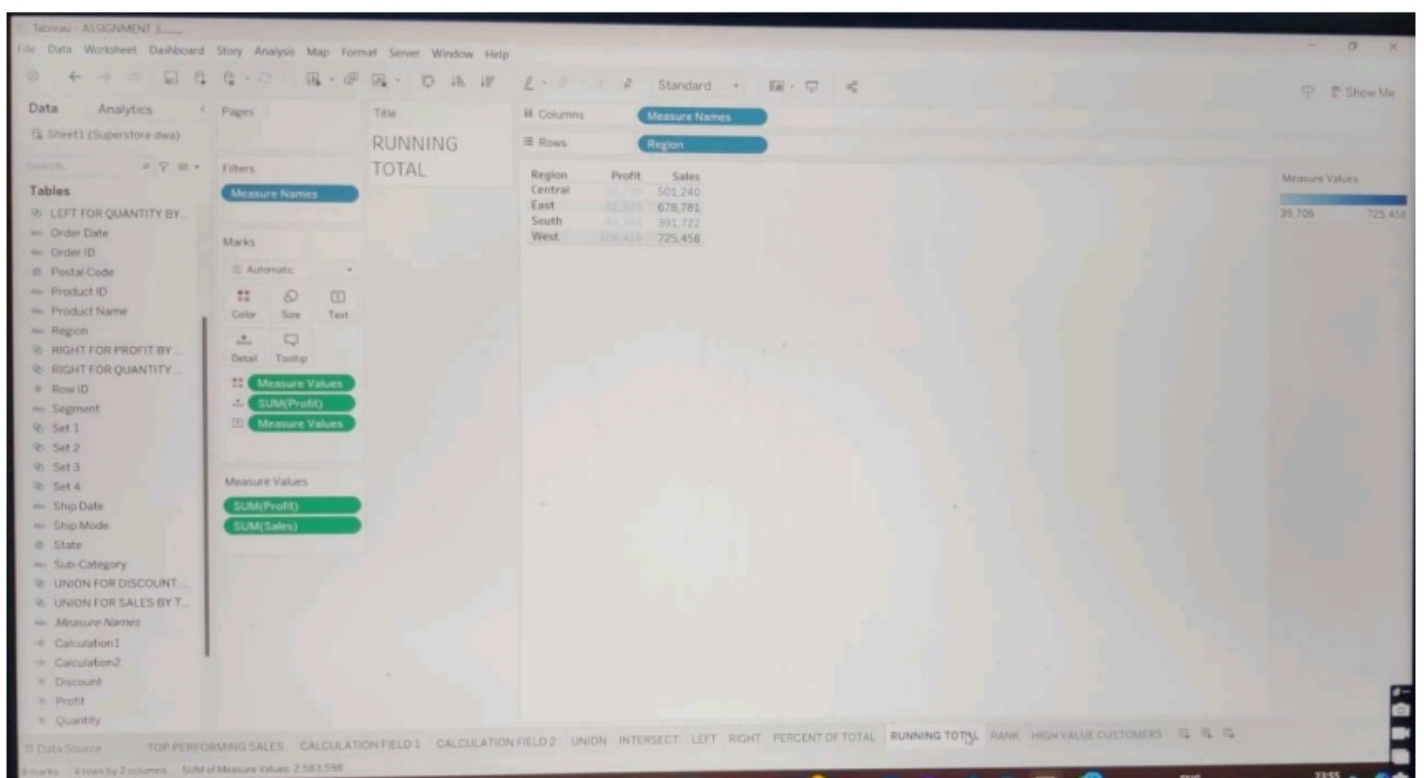 Tableau - ASSIGNMENT 3
File Data Worksheet Dashboard Story Analysis Map Format Server Window Help
Standard
Show Me
Data Analytics
Sheet1 (Superstore dwa)
Search
Tables
LEFT FOR QUANTITY BY...
Order Date
Order ID
Postal Code
Product ID
Product Name
Region
RIGHT FOR PROFIT BY ...
RIGHT FOR QUANTITY ...
Row ID
Segment
Set 1
Set 2
Set 3
Set 4
Ship Date
Ship Mode
State
Sub-Category
UNION FOR DISCOUNT ...
UNION FOR SALES BY T...
Measure Names
Calculation1
Calculation2
Discount
Profit
Quantity
Pages
Filters
Measure Names
Marks
Automatic
Color Size Text
Detail Tooltip
Measure Values
SUM(Profit)
Measure Values
Measure Values
SUM(Profit)
SUM(Sales)
Title
RUNNING
TOTAL
Columns Measure Names
Rows Region
Region Profit Sales
Central 501,240
East 678,781
South 391,722
West 725,458
Measure Values
39,706 725,458
Data Source TOP PERFORMING SALES CALCULATION FIELD 1 CALCULATION FIELD 2 UNION INTERSECT LEFT RIGHT PERCENT OF TOTAL RUNNING TOTAL RANK HIGH VALUE CUSTOMERS
8 marks 4 rows by 2 columns SUM of Measure Values: 2,583,598
23:55